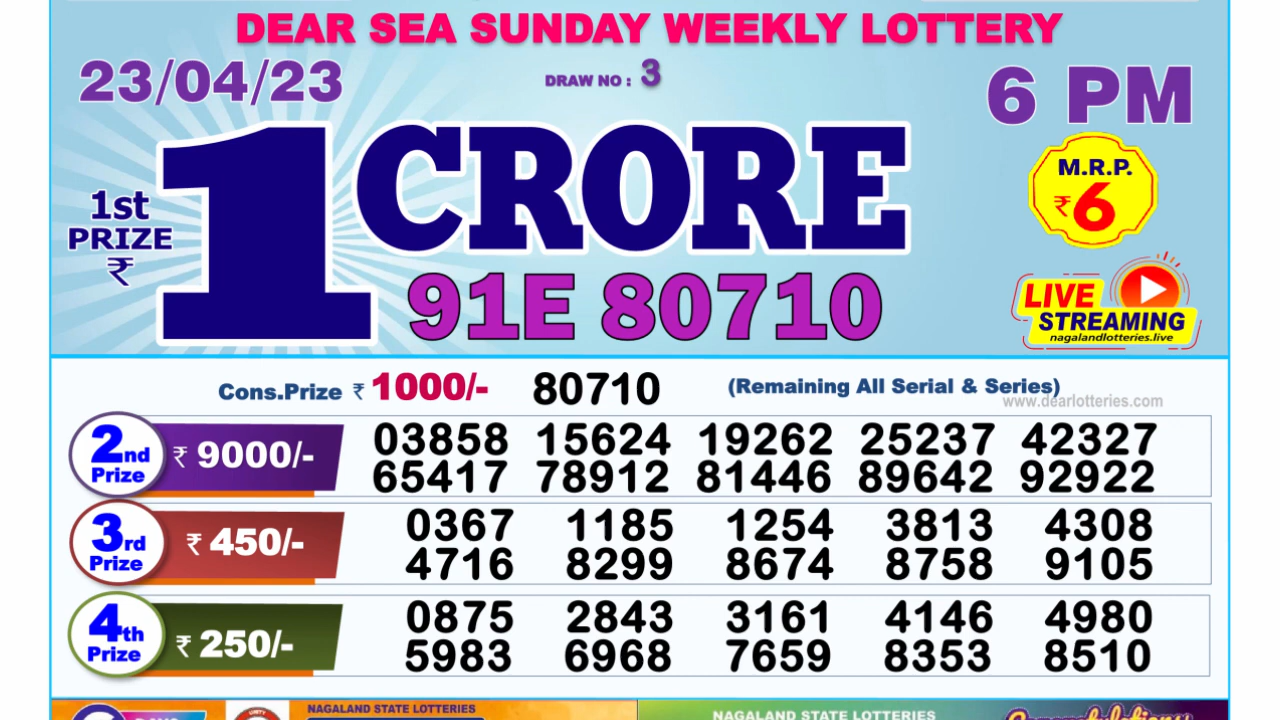 DEAR SEA SUNDAY WEEKLY LOTTERY
23/04/23 DRAW NO : 3 6 PM
1st PRIZE ₹ 1 CRORE
M.R.P. ₹6
91E 80710
LIVE STREAMING
nagalandlotteries.live
Cons.Prize ₹ 1000/- 80710 (Remaining All Serial & Series)
www.dearlotteries.com
2nd Prize ₹ 9000/-
03858 15624 19262 25237 42327
65417 78912 81446 89642 92922
3rd Prize ₹ 450/-
0367 1185 1254 3813 4308
4716 8299 8674 8758 9105
4th Prize ₹ 250/-
0875 2843 3161 4146 4980
5983 6968 7659 8353 8510
NAGALAND STATE LOTTERIES
NAGALAND STATE LOTTERIES